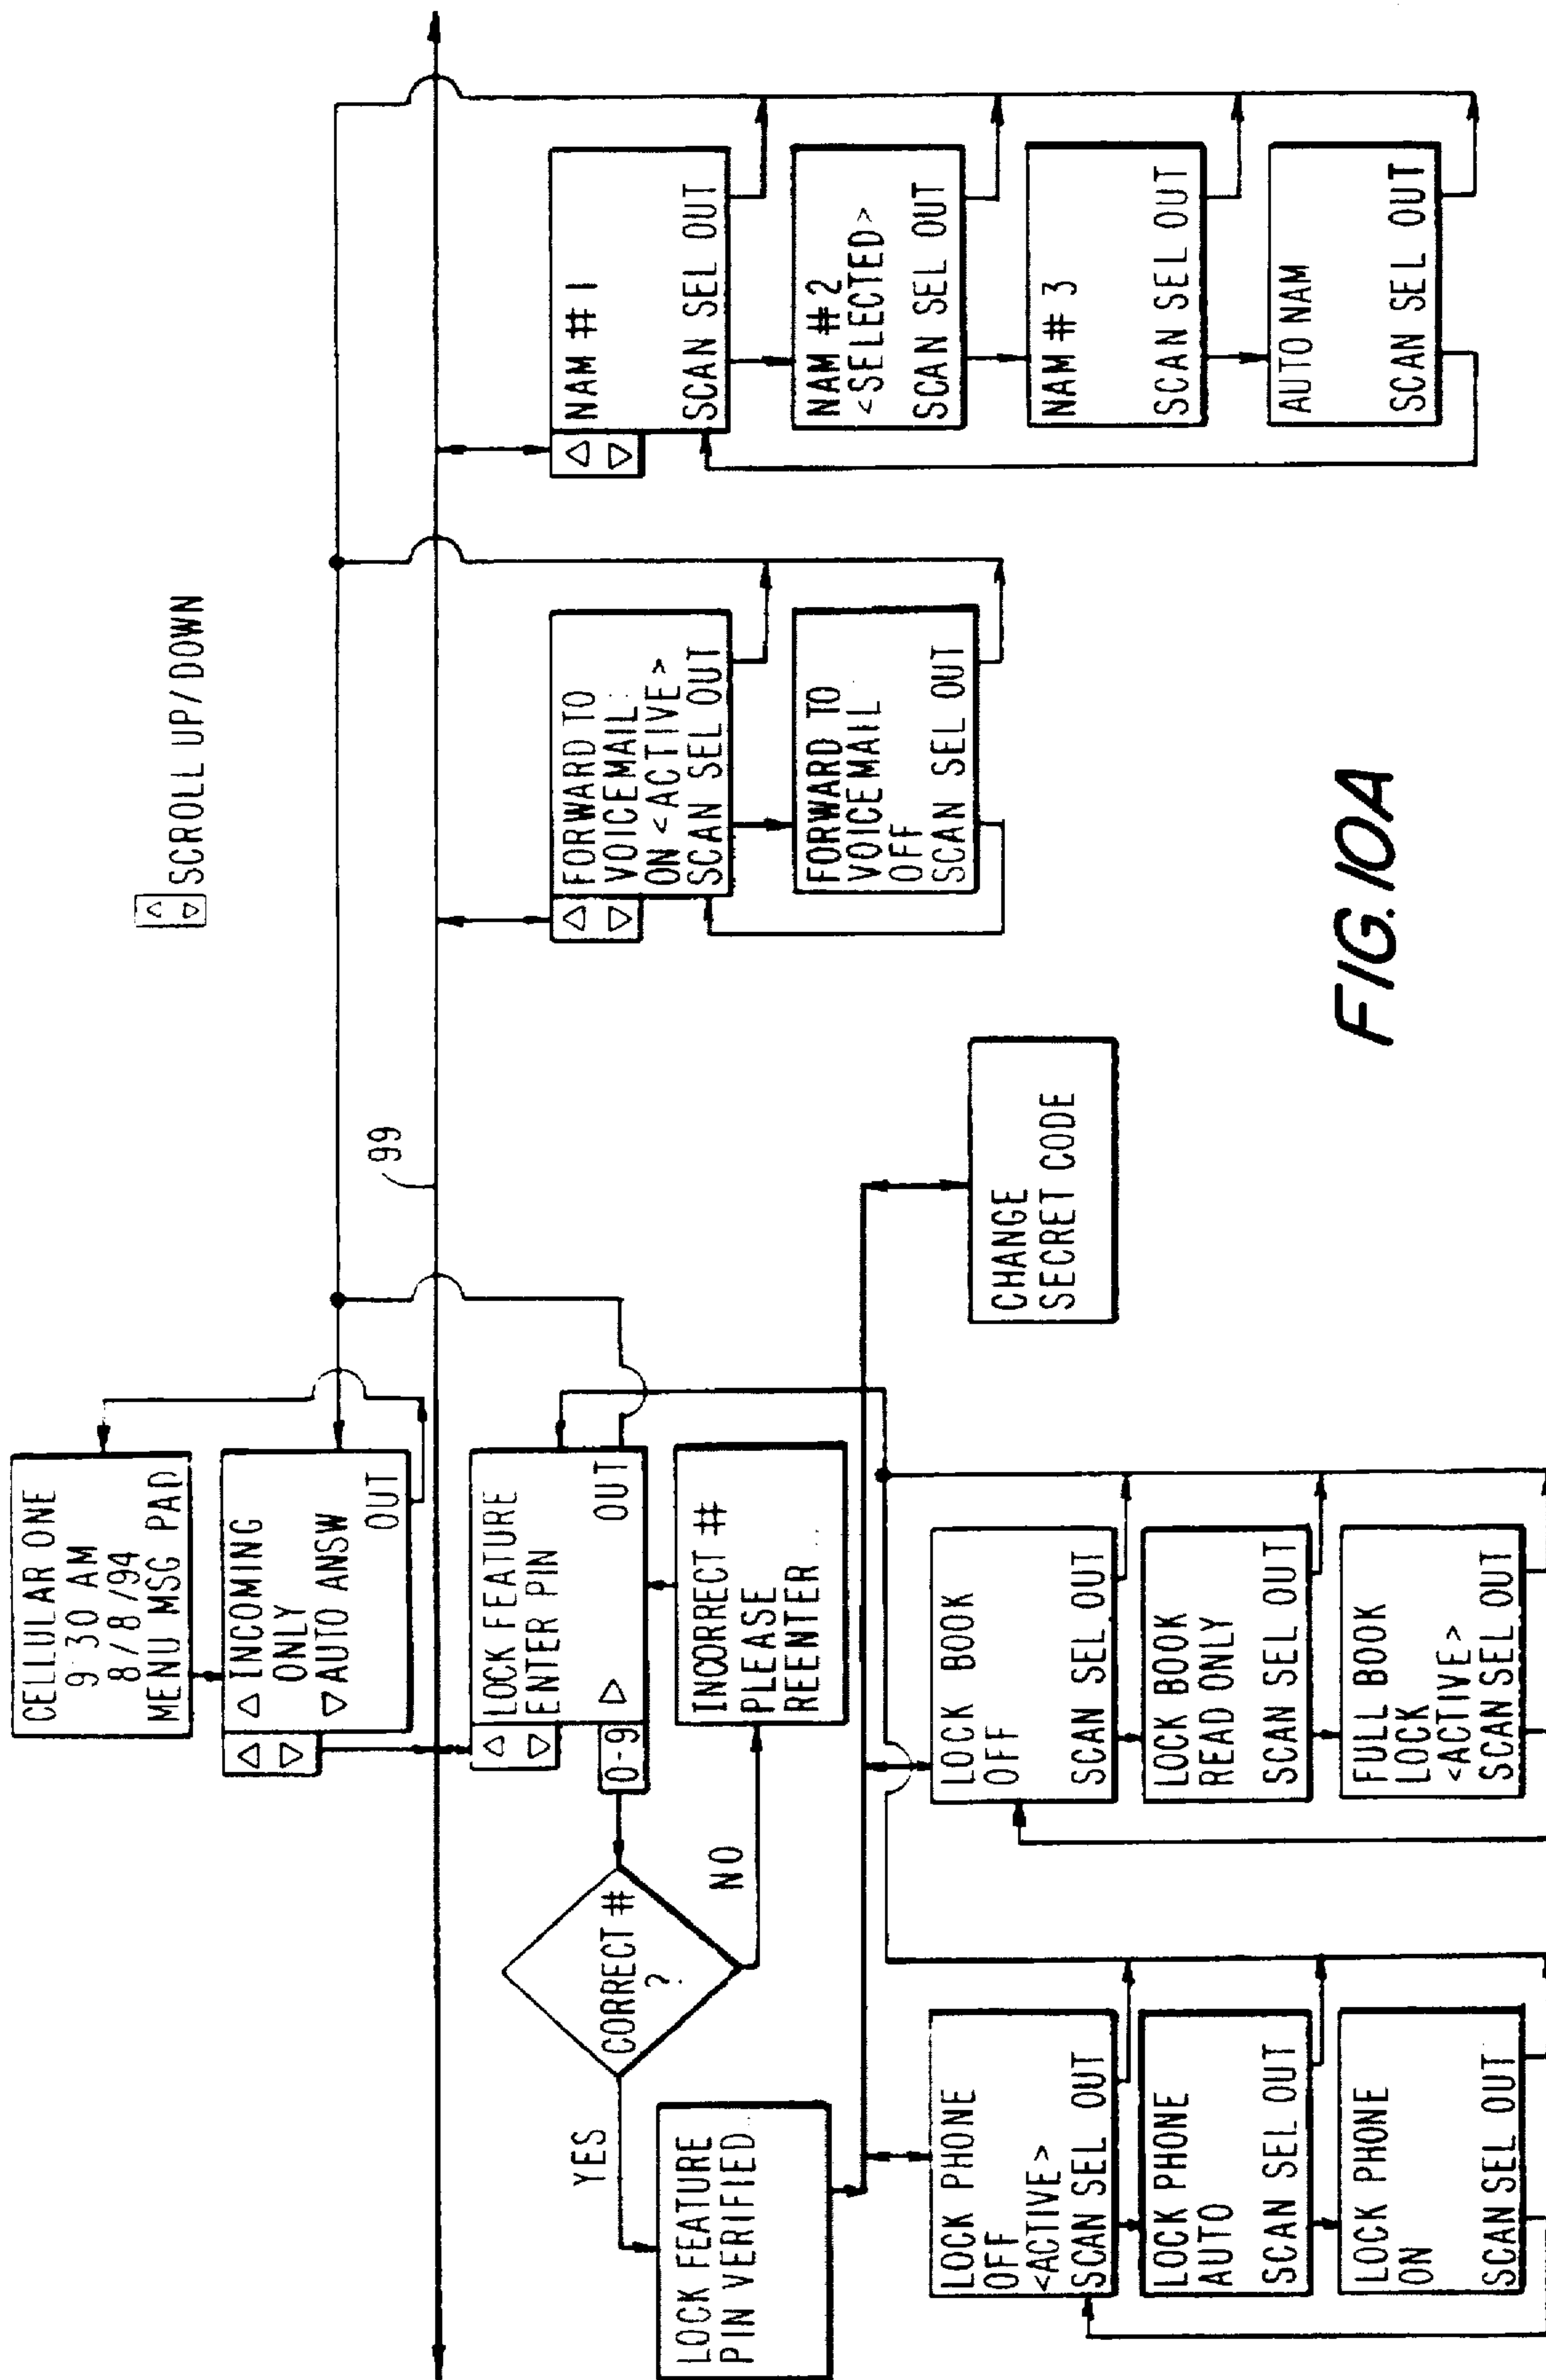 CELLULAR ONE
9 30 AM
8/8/94
MENU MSG PAD
△ ▽ SCROLL UP/DOWN
△ INCOMING
ONLY
▽ AUTO ANSW
OUT
△
▽
99
△ LOCK FEATURE
▽ ENTER PIN
0-9 ▷ OUT
CORRECT #
?
YES
NO
INCORRECT #
PLEASE
REENTER
LOCK FEATURE
PIN VERIFIED
△ FORWARD TO
▽ VOICEMAIL
ON <ACTIVE>
SCAN SEL OUT
FORWARD TO
VOICEMAIL
OFF
SCAN SEL OUT
△ NAM #1
▽
SCAN SEL OUT
NAM #2
<SELECTED>
SCAN SEL OUT
NAM #3
SCAN SEL OUT
AUTO NAM
SCAN SEL OUT
LOCK PHONE
OFF
<ACTIVE>
SCAN SEL OUT
LOCK PHONE
AUTO
SCAN SEL OUT
LOCK PHONE
ON
SCAN SEL OUT
LOCK BOOK
OFF
SCAN SEL OUT
LOCK BOOK
READ ONLY
SCAN SEL OUT
FULL BOOK
LOCK
<ACTIVE>
SCAN SEL OUT
CHANGE
SECRET CODE
FIG. 10A